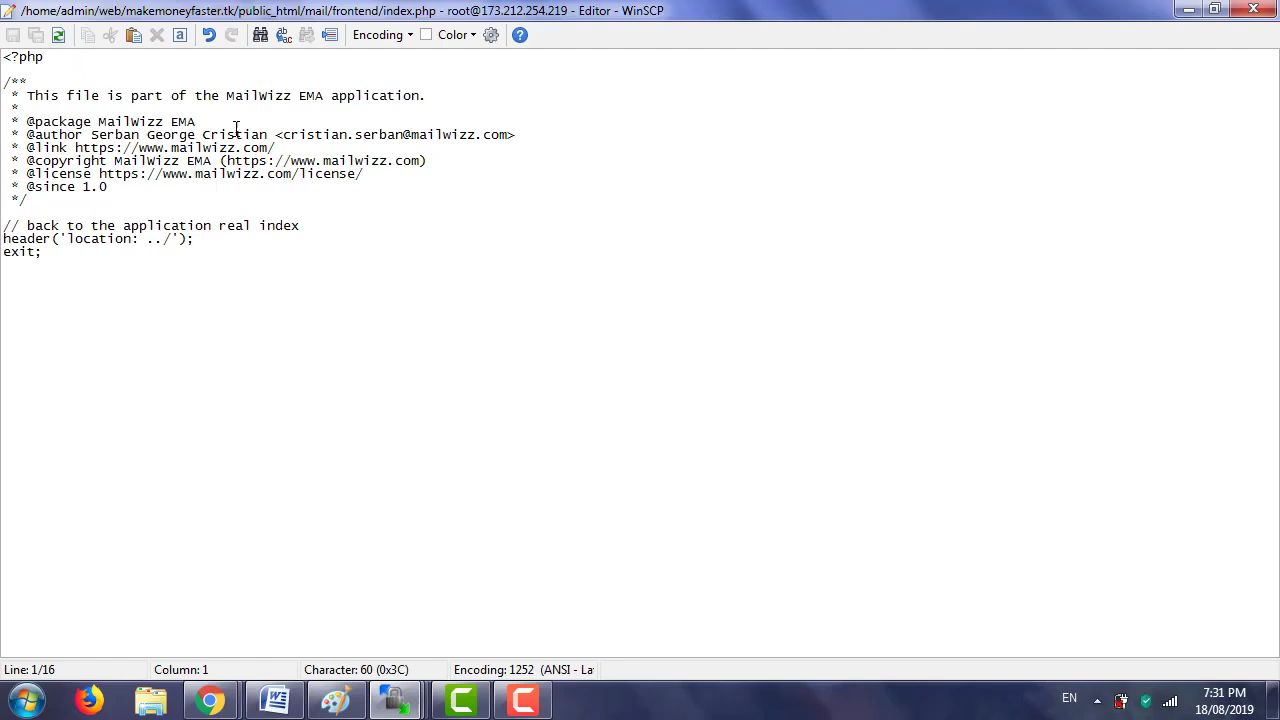 /home/admin/web/makemoneyfaster.tk/public_html/mail/frontend/index.php - root@173.212.254.219 - Editor - WinSCP
Encoding Color
<?php
/**
* This file is part of the MailWizz EMA application.
*
* @package MailWizz EMA
* @author Serban George Cristian <cristian.serban@mailwizz.com>
* @link https://www.mailwizz.com/
* @copyright MailWizz EMA (https://www.mailwizz.com)
* @license https://www.mailwizz.com/license/
* @since 1.0
*/
// back to the application real index
header('location: ../');
exit;
Line: 1/16 Column: 1 Character: 60 (0x3C) Encoding: 1252 (ANSI - La
EN 7:31 PM
18/08/2019